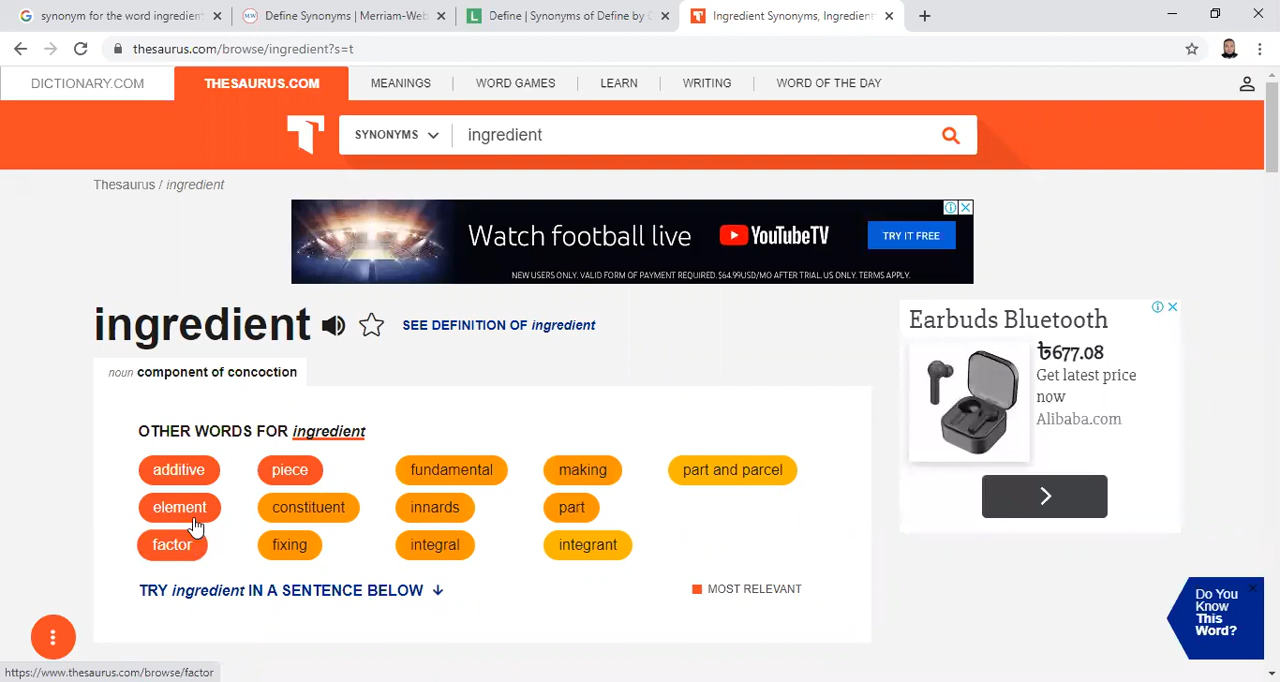 synonym for the word ingredient
Define Synonyms | Merriam-Web
Define | Synonyms of Define by
Ingredient Synonyms, Ingredien
thesaurus.com/browse/ingredient?s=t
DICTIONARY.COM
THESAURUS.COM
MEANINGS
WORD GAMES
LEARN
WRITING
WORD OF THE DAY
SYNONYMS
ingredient
Thesaurus / ingredient
Watch football live
YouTubeTV
TRY IT FREE
NEW USERS ONLY. VALID FORM OF PAYMENT REQUIRED. $64.99USD/MO AFTER TRIAL. US ONLY. TERMS APPLY.
ingredient
SEE DEFINITION OF ingredient
noun component of concoction
OTHER WORDS FOR ingredient
additive piece fundamental making part and parcel
element constituent innards part
factor fixing integral integrant
TRY ingredient IN A SENTENCE BELOW ↓
MOST RELEVANT
Earbuds Bluetooth
৳677.08
Get latest price
now
Alibaba.com
Do You
Know
This
Word?
https://www.thesaurus.com/browse/factor